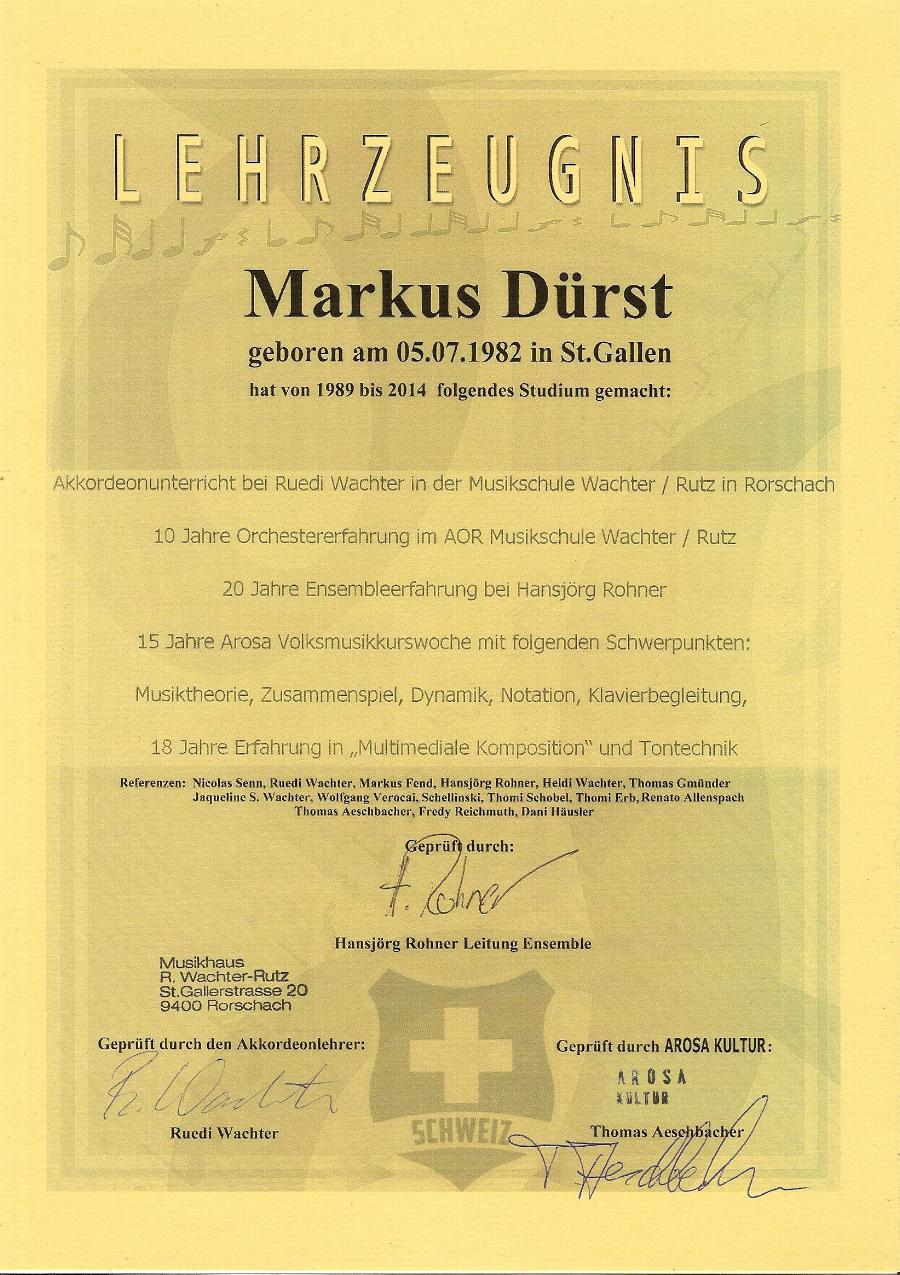 LEHRZEUGNIS
Markus Dürst
geboren am 05.07.1982 in St.Gallen
hat von 1989 bis 2014 folgendes Studium gemacht:
Akkordeonunterricht bei Ruedi Wachter in der Musikschule Wachter / Rutz in Rorschach
10 Jahre Orchestererfahrung im AOR Musikschule Wachter / Rutz
20 Jahre Ensembleerfahrung bei Hansjörg Rohner
15 Jahre Arosa Volksmusikkurswoche mit folgenden Schwerpunkten:
Musiktheorie, Zusammenspiel, Dynamik, Notation, Klavierbegleitung,
18 Jahre Erfahrung in „Multimediale Komposition“ und Tontechnik
Referenzen: Nicolas Senn, Ruedi Wachter, Markus Fend, Hansjörg Rohner, Heidi Wachter, Thomas Gmünder
Jaqueline S. Wachter, Wolfgang Verocai, Schellinski, Thomi Schobel, Thomi Erb, Renato Allenspach
Thomas Aeschbacher, Fredy Reichmuth, Dani Häusler
Geprüft durch:
H. Rohner
Hansjörg Rohner Leitung Ensemble
Musikhaus
R. Wachter-Rutz
St.Gallerstrasse 20
9400 Rorschach
Geprüft durch den Akkordeonlehrer:
R. Wachter
Ruedi Wachter
SCHWEIZ
Geprüft durch AROSA KULTUR:
AROSA
KULTUR
Thomas Aeschbacher
T Aeschbacher